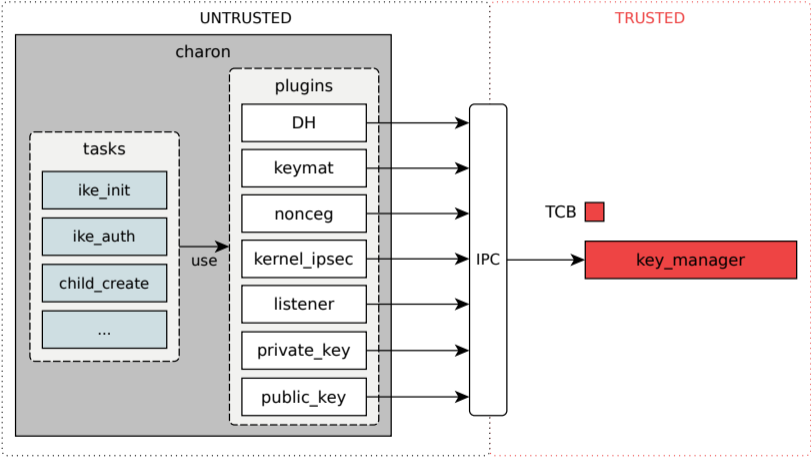 UNTRUSTED
TRUSTED
charon
plugins
DH
keymat
nonceg
kernel_ipsec
listener
private_key
public_key
tasks
ike_init
ike_auth
child_create
...
use
IPC
TCB
key_manager